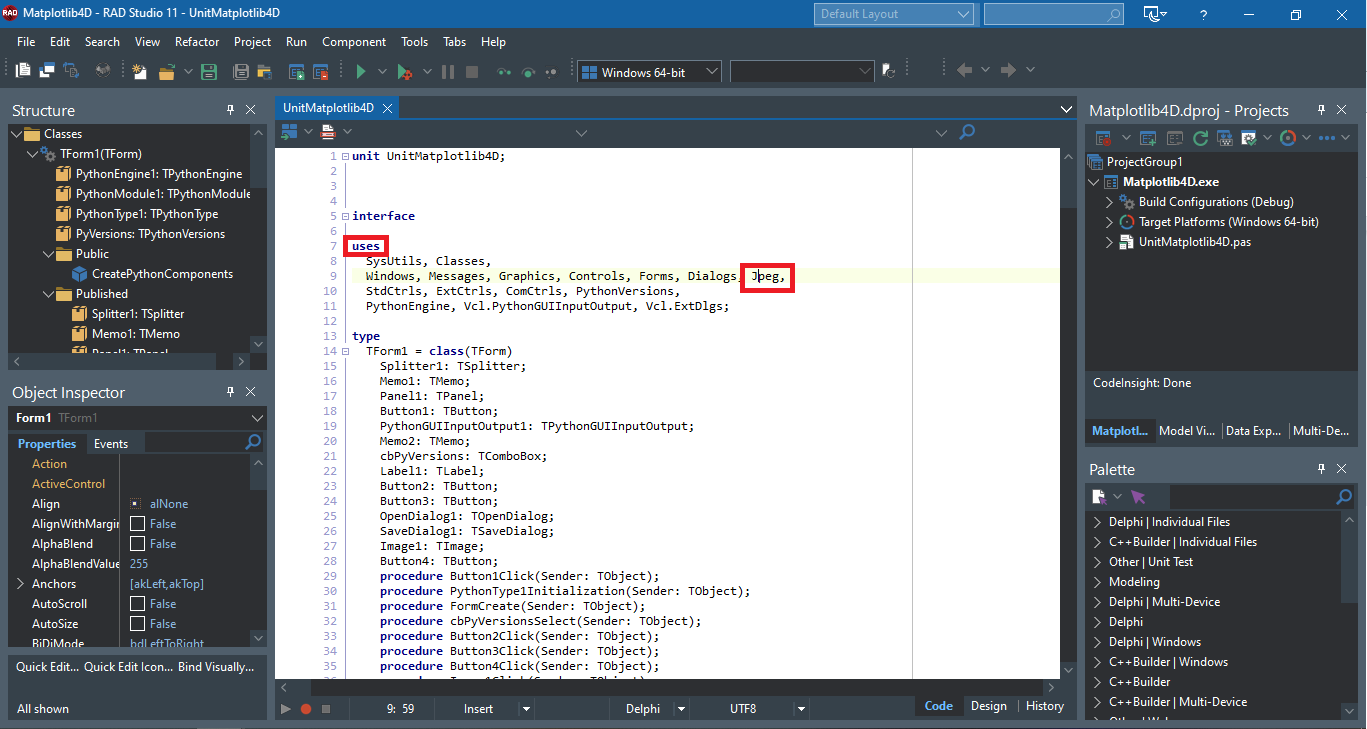 RAD Matplotlib4D - RAD Studio 11 - UnitMatplotlib4D
Default Layout
?
File Edit Search View Refactor Project Run Component Tools Tabs Help
Windows 64-bit
Structure
Classes
TForm1(TForm)
PythonEngine1: TPythonEngine
PythonModule1: TPythonModule
PythonType1: TPythonType
PyVersions: TPythonVersions
Public
CreatePythonComponents
Published
Splitter1: TSplitter
Memo1: TMemo
Panel1: TPanel
Object Inspector
Form1 TForm1
Properties Events
Action
ActiveControl
Align alNone
AlignWithMargin False
AlphaBlend False
AlphaBlendValue 255
Anchors [akLeft,akTop]
AutoScroll False
AutoSize False
BiDiMode bdLeftToRight
Quick Edit... Quick Edit Icon... Bind Visually...
All shown
UnitMatplotlib4D
1 unit UnitMatplotlib4D;
2
3
4
5 interface
6
7 uses
8 SysUtils, Classes,
9 Windows, Messages, Graphics, Controls, Forms, Dialogs, Jpeg,
10 StdCtrls, ExtCtrls, ComCtrls, PythonVersions,
11 PythonEngine, Vcl.PythonGUIInputOutput, Vcl.ExtDlgs;
12
13 type
14 TForm1 = class(TForm)
15 Splitter1: TSplitter;
16 Memo1: TMemo;
17 Panel1: TPanel;
18 Button1: TButton;
19 PythonGUIInputOutput1: TPythonGUIInputOutput;
20 Memo2: TMemo;
21 cbPyVersions: TComboBox;
22 Label1: TLabel;
23 Button2: TButton;
24 Button3: TButton;
25 OpenDialog1: TOpenDialog;
26 SaveDialog1: TSaveDialog;
27 Image1: TImage;
28 Button4: TButton;
29 procedure Button1Click(Sender: TObject);
30 procedure PythonType1Initialization(Sender: TObject);
31 procedure FormCreate(Sender: TObject);
32 procedure cbPyVersionsSelect(Sender: TObject);
33 procedure Button2Click(Sender: TObject);
34 procedure Button3Click(Sender: TObject);
35 procedure Button4Click(Sender: TObject);
36 procedure Image1Click(Sender: TObject);
9: 59 Insert Delphi UTF8 Code Design History
Matplotlib4D.dproj - Projects
ProjectGroup1
Matplotlib4D.exe
Build Configurations (Debug)
Target Platforms (Windows 64-bit)
UnitMatplotlib4D.pas
CodeInsight: Done
Matplotl... Model Vi... Data Exp... Multi-De...
Palette
Delphi | Individual Files
C++Builder | Individual Files
Other | Unit Test
Modeling
Delphi | Multi-Device
Delphi
Delphi | Windows
C++Builder | Windows
C++Builder
C++Builder | Multi-Device
Other | Web